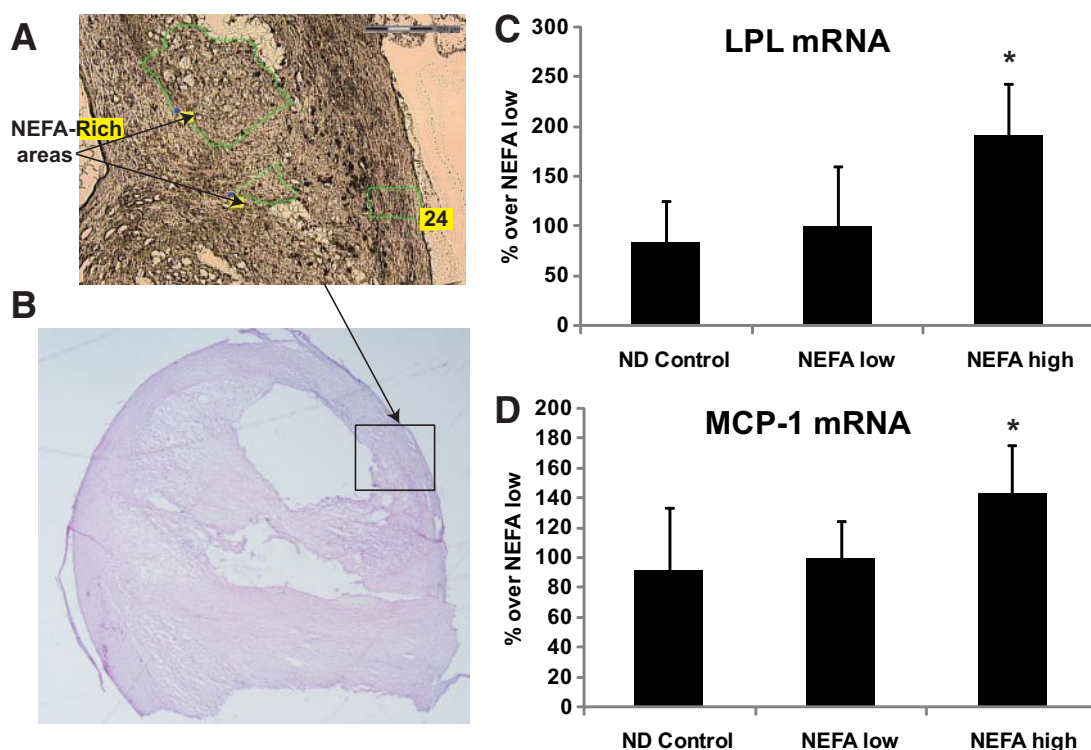 A
NEFA-Rich
areas
24
B
C
LPL mRNA
% over NEFA low
300
250
200
150
100
50
0
*
ND Control
NEFA low
NEFA high
D
MCP-1 mRNA
% over NEFA low
200
180
160
140
120
100
80
60
40
20
0
*
ND Control
NEFA low
NEFA high